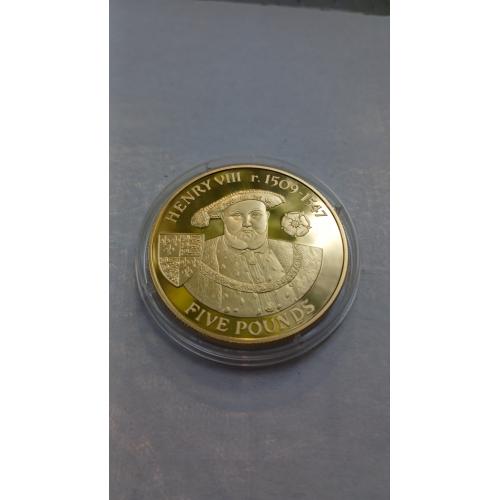 HENRY VIII r. 1509-1547
FIVE POUNDS